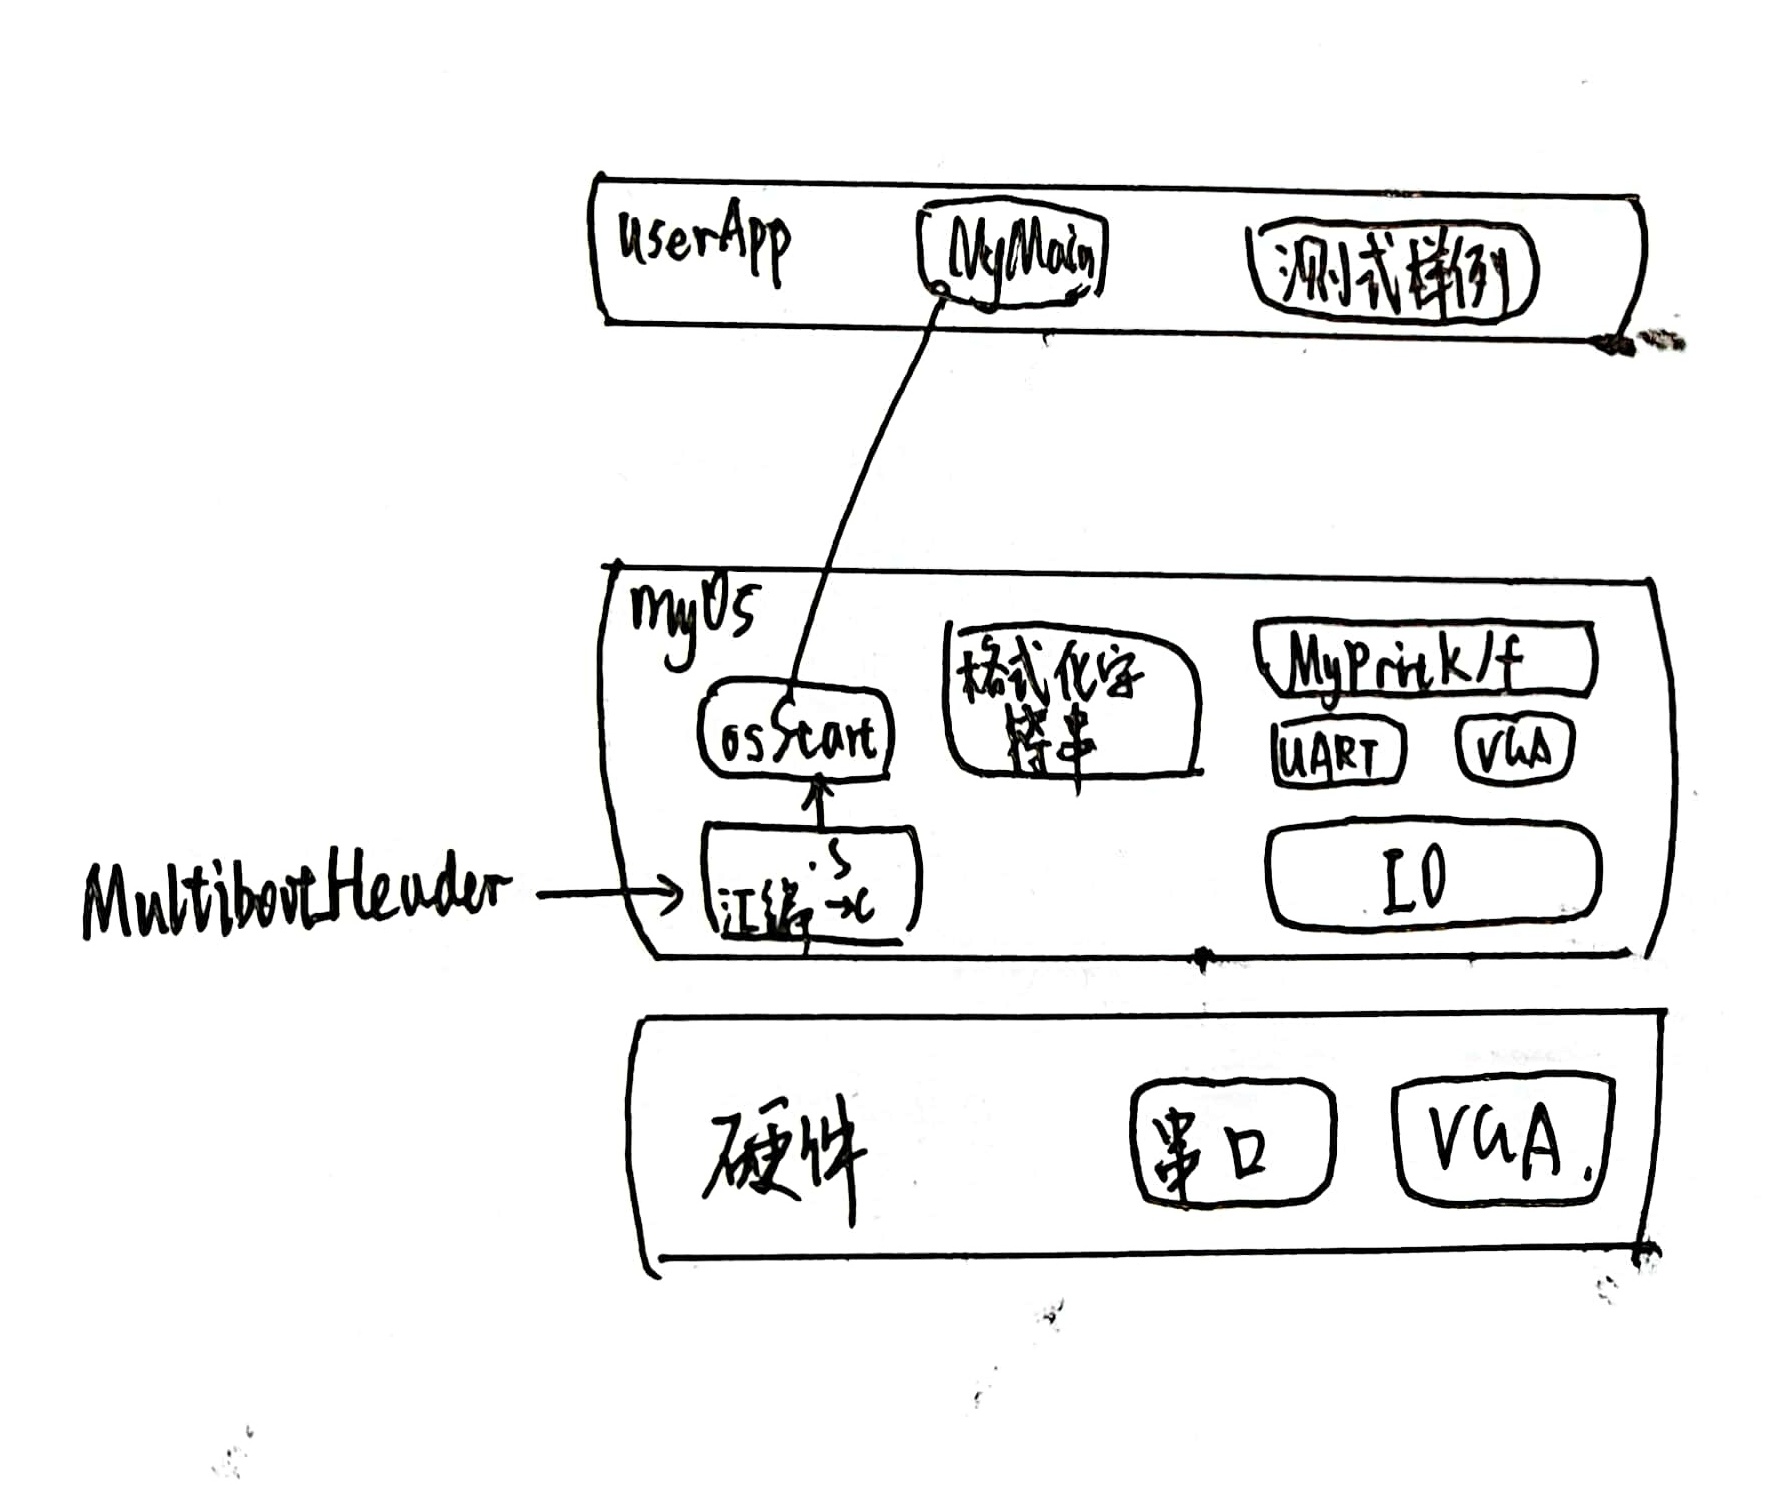 userApp
MyMain
测式样例
myOs
osStart
格式化字
符串
MyPrintk/f
UART
VGA
MultibootHeader
.S
汇编→C
IO
硬件
串口
VGA.